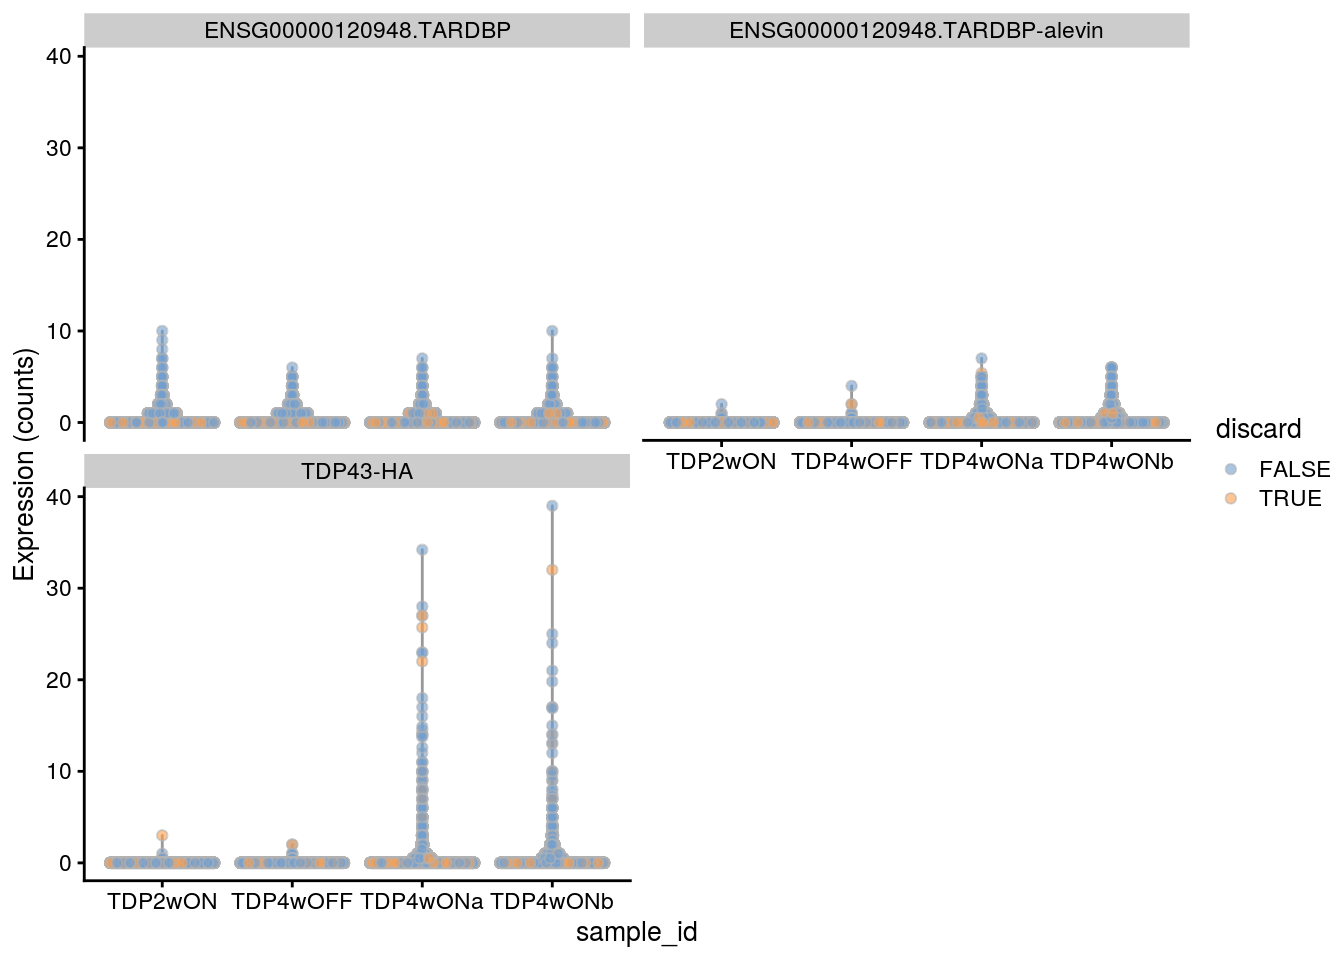 ENSG00000120948.TARDBP
ENSG00000120948.TARDBP-alevin
40
30
20
10
0
TDP2wON TDP4wOFF TDP4wONa TDP4wONb
TDP43-HA
40
30
20
10
0
TDP2wON TDP4wOFF TDP4wONa TDP4wONb
Expression (counts)
sample_id
discard
FALSE
TRUE